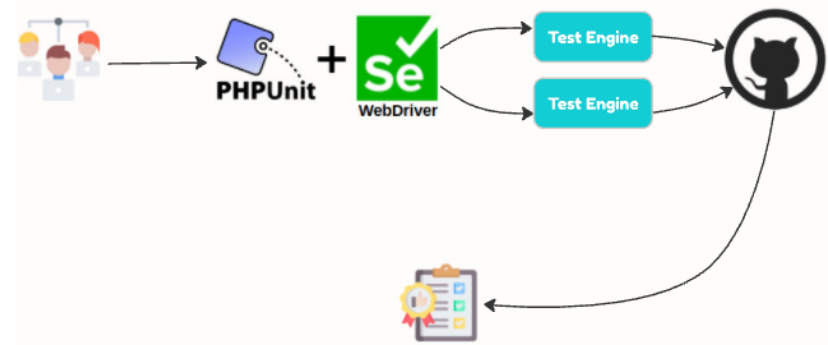 PHPUnit
+
Se
WebDriver
Test Engine
Test Engine